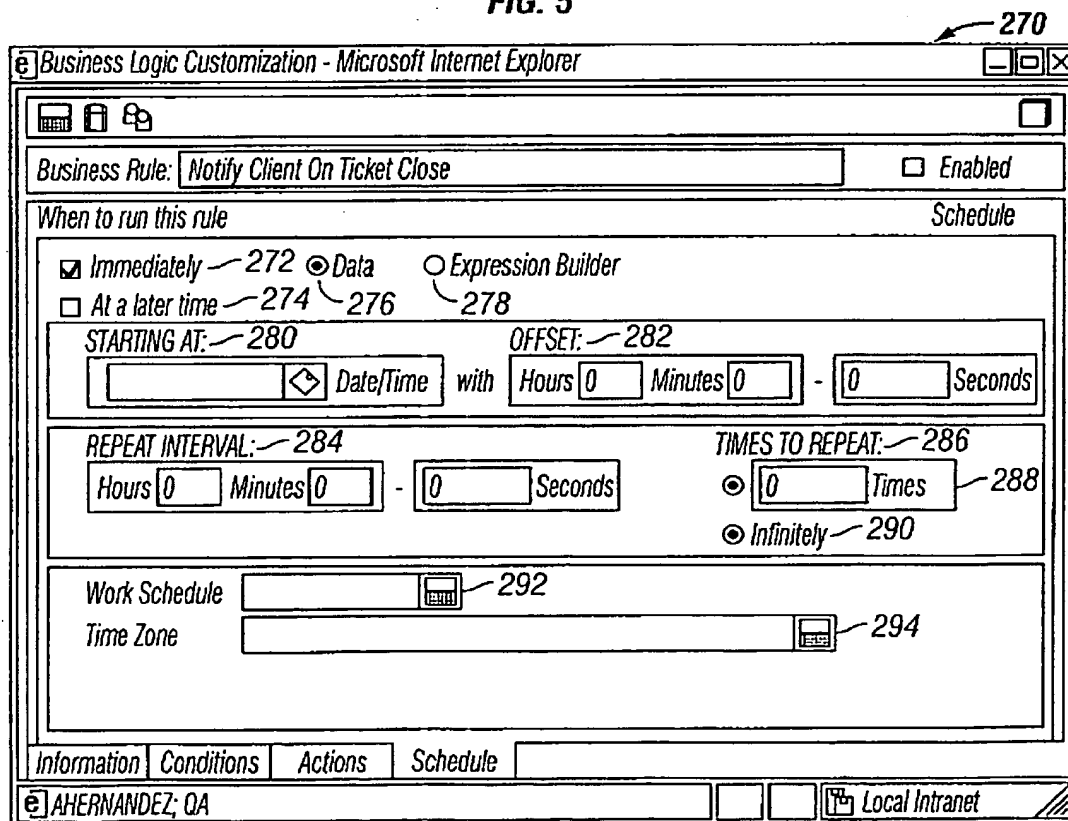 FIG. 5
270
Business Logic Customization - Microsoft Internet Explorer
Business Rule: Notify Client On Ticket Close Enabled
When to run this rule Schedule
Immediately 272 Data Expression Builder
At a later time 274 276 278
STARTING AT: 280 OFFSET: 282
Date/Time with Hours 0 Minutes 0 - 0 Seconds
REPEAT INTERVAL: 284 TIMES TO REPEAT: 286
Hours 0 Minutes 0 - 0 Seconds 0 Times 288
Infinitely 290
Work Schedule 292
Time Zone 294
Information Conditions Actions Schedule
AHERNANDEZ; QA Local Intranet